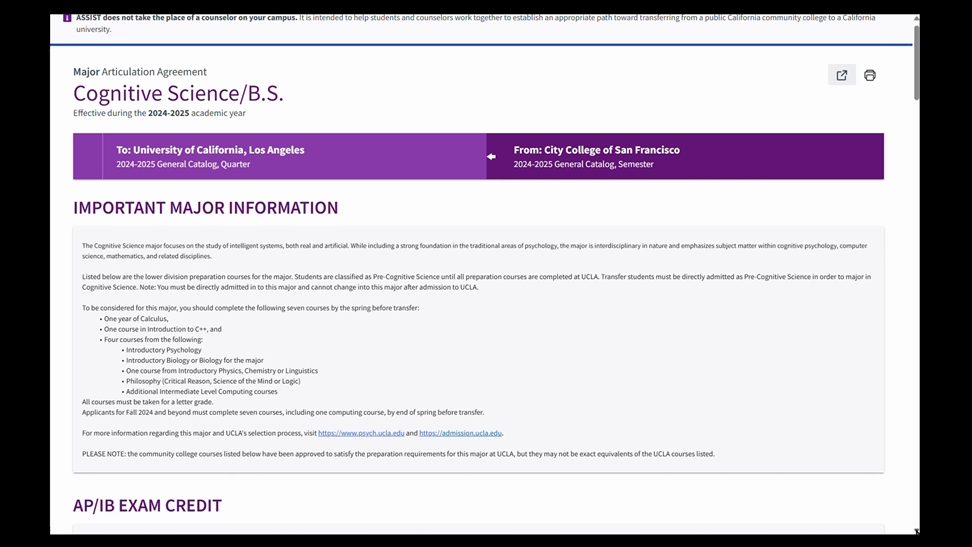 ASSIST does not take the place of a counselor on your campus. It is intended to help students and counselors work together to establish an appropriate path toward transferring from a public California community college to a California
university.
Major Articulation Agreement
Cognitive Science/B.S.
Effective during the 2024-2025 academic year
To: University of California, Los Angeles
2024-2025 General Catalog, Quarter
From: City College of San Francisco
2024-2025 General Catalog, Semester
IMPORTANT MAJOR INFORMATION
The Cognitive Science major focuses on the study of intelligent systems, both real and artificial. While including a strong foundation in the traditional areas of psychology, the major is interdisciplinary in nature and emphasizes subject matter within cognitive psychology, computer
science, mathematics, and related disciplines.
Listed below are the lower division preparation courses for the major. Students are classified as Pre-Cognitive Science until all preparation courses are completed at UCLA. Transfer students must be directly admitted as Pre-Cognitive Science in order to major in
Cognitive Science. Note: You must be directly admitted in to this major and cannot change into this major after admission to UCLA.
To be considered for this major, you should complete the following seven courses by the spring before transfer:
• One year of Calculus,
• One course in Introduction to C++, and
• Four courses from the following:
• Introductory Psychology
• Introductory Biology or Biology for the major
• One course from Introductory Physics, Chemistry or Linguistics
• Philosophy (Critical Reason, Science of the Mind or Logic)
• Additional Intermediate Level Computing courses
All courses must be taken for a letter grade.
Applicants for Fall 2024 and beyond must complete seven courses, including one computing course, by end of spring before transfer.
For more information regarding this major and UCLA's selection process, visit https://www.psych.ucla.edu and https://admission.ucla.edu.
PLEASE NOTE: the community college courses listed below have been approved to satisfy the preparation requirements for this major at UCLA, but they may not be exact equivalents of the UCLA courses listed.
AP/IB EXAM CREDIT